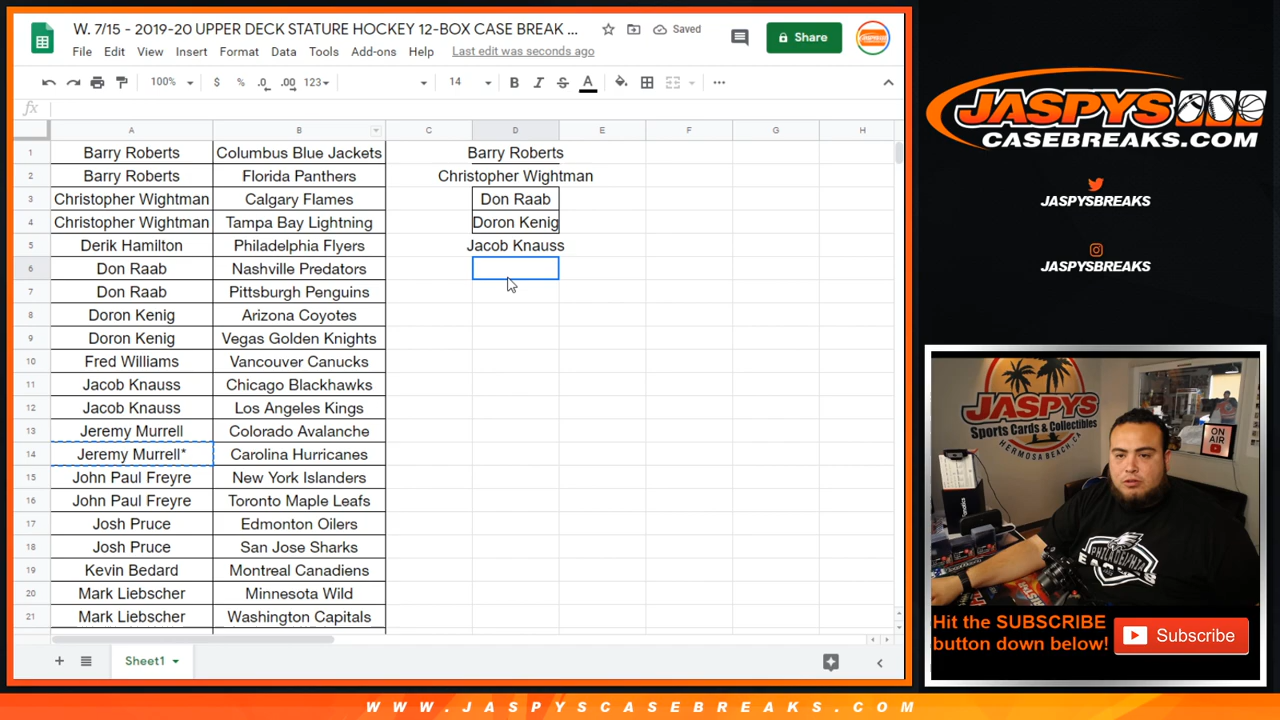 W. 7/15 - 2019-20 UPPER DECK STATURE HOCKEY 12-BOX CASE BREAK ...
Saved
Share
File Edit View Insert Format Data Tools Add-ons Help Last edit was seconds ago
100% $ % .0 .00 123 14 B I S A
fx
A B C D E F G H
1 Barry Roberts Columbus Blue Jackets Barry Roberts
2 Barry Roberts Florida Panthers Christopher Wightman
3 Christopher Wightman Calgary Flames Don Raab
4 Christopher Wightman Tampa Bay Lightning Doron Kenig
5 Derik Hamilton Philadelphia Flyers Jacob Knauss
6 Don Raab Nashville Predators
7 Don Raab Pittsburgh Penguins
8 Doron Kenig Arizona Coyotes
9 Doron Kenig Vegas Golden Knights
10 Fred Williams Vancouver Canucks
11 Jacob Knauss Chicago Blackhawks
12 Jacob Knauss Los Angeles Kings
13 Jeremy Murrell Colorado Avalanche
14 Jeremy Murrell* Carolina Hurricanes
15 John Paul Freyre New York Islanders
16 John Paul Freyre Toronto Maple Leafs
17 Josh Pruce Edmonton Oilers
18 Josh Pruce San Jose Sharks
19 Kevin Bedard Montreal Canadiens
20 Mark Liebscher Minnesota Wild
21 Mark Liebscher Washington Capitals
Sheet1
JASPYS
CASEBREAKS.COM
JASPYSBREAKS
JASPYSBREAKS
JASPYS
Sports Cards & Collectibles
HERMOSA BEACH, CA
ON
AIR
PHILADELPHIA
EAGLES
Hit the SUBSCRIBE
button down below!
Subscribe
WWW.JASPYSCASEBREAKS.COM